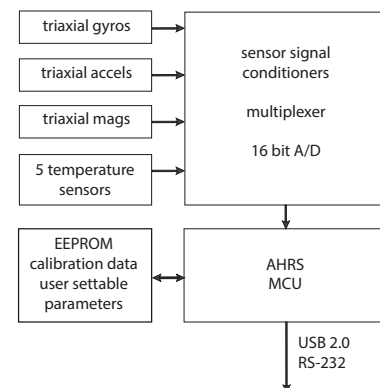 triaxial gyros
triaxial accels
triaxial mags
5 temperature
sensors
sensor signal
conditioners
multiplexer
16 bit A/D
EEPROM
calibration data
user settable
parameters
AHRS
MCU
USB 2.0
RS-232